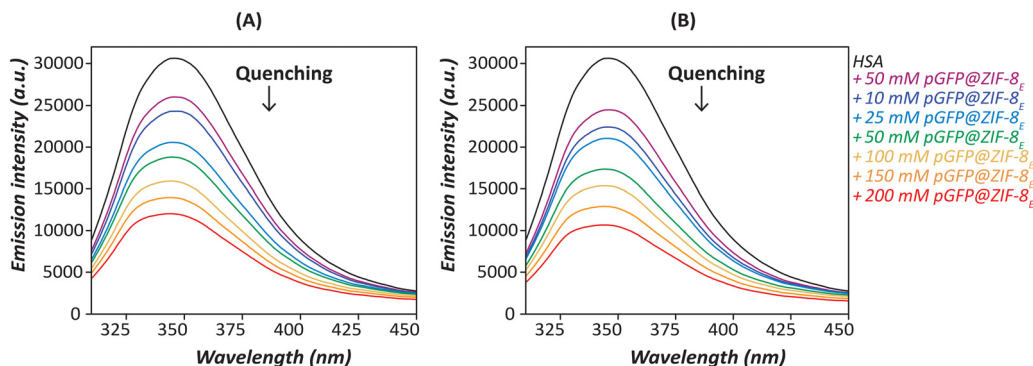 (A)
Emission intensity (a.u.)
30000
25000
20000
15000
10000
5000
0
Quenching
325
350
375
400
425
450
Wavelength (nm)
(B)
Emission intensity (a.u.)
30000
25000
20000
15000
10000
5000
0
Quenching
325
350
375
400
425
450
Wavelength (nm)
HSA
+ 50 mM pGFP@ZIF-8E
+ 10 mM pGFP@ZIF-8E
+ 25 mM pGFP@ZIF-8E
+ 50 mM pGFP@ZIF-8E
+ 100 mM pGFP@ZIF-8E
+ 150 mM pGFP@ZIF-8E
+ 200 mM pGFP@ZIF-8E